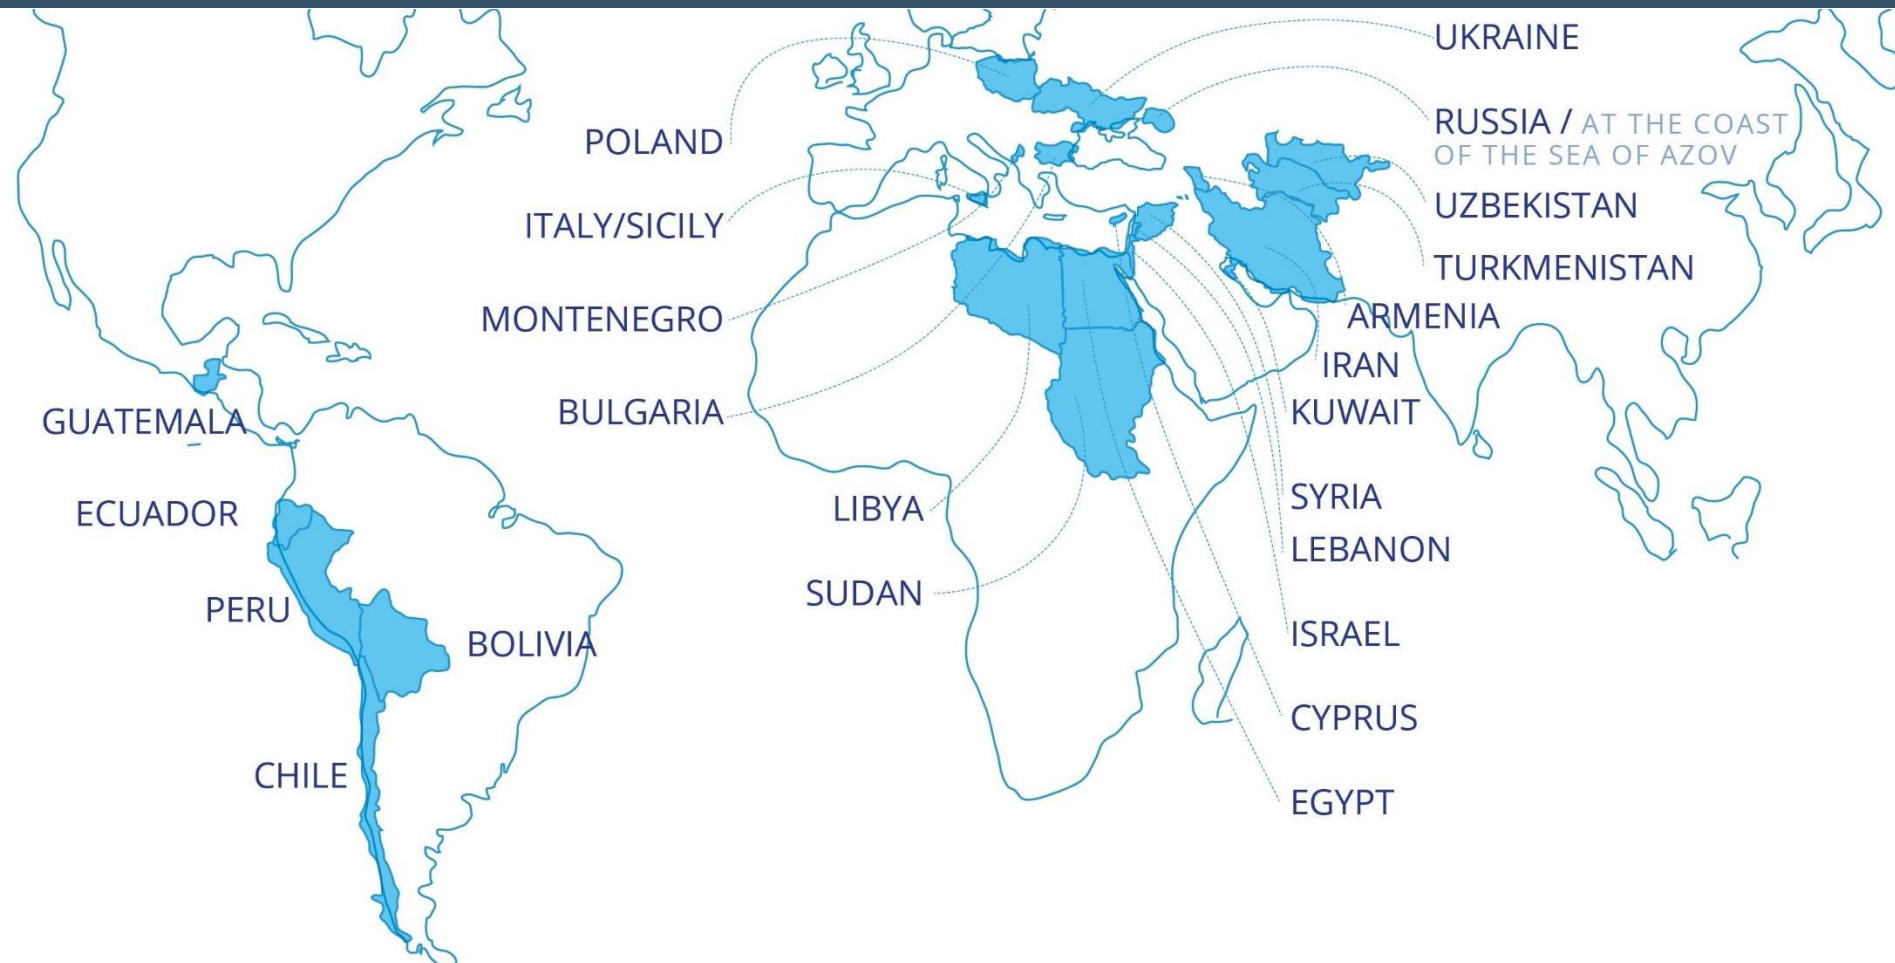 UKRAINE
RUSSIA / AT THE COAST
OF THE SEA OF AZOV
POLAND
UZBEKISTAN
ITALY/SICILY
TURKMENISTAN
MONTENEGRO
ARMENIA
IRAN
BULGARIA
KUWAIT
GUATEMALA
SYRIA
LIBYA
ECUADOR
LEBANON
SUDAN
PERU
ISRAEL
BOLIVIA
CYPRUS
CHILE
EGYPT